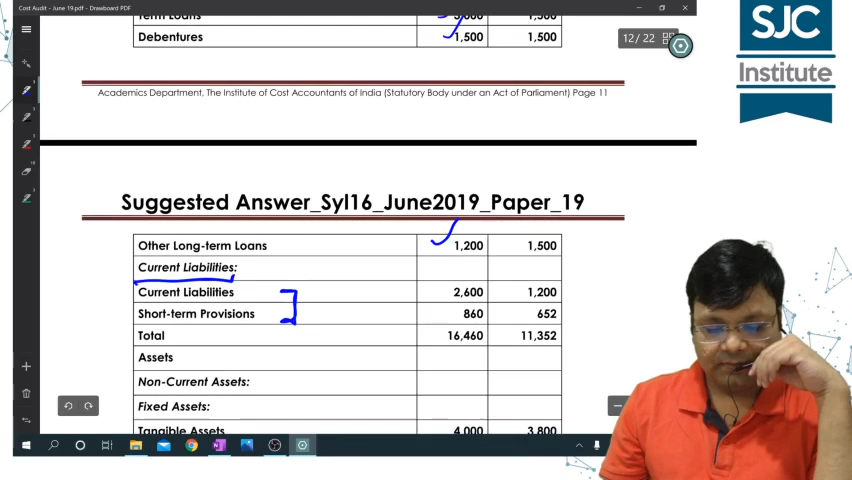 Cost Audit - June 19.pdf - Drawboard PDF
Debentures 1,500 1,500
12/ 22
Academics Department, The Institute of Cost Accountants of India (Statutory Body under an Act of Parliament) Page 11
Suggested Answer_Syl16_June2019_Paper_19
Other Long-term Loans 1,200 1,500
Current Liabilities:
Current Liabilities 2,600 1,200
Short-term Provisions 860 652
Total 16,460 11,352
Assets
Non-Current Assets:
Fixed Assets:
Tangible Assets 4,000 3,800
SJC
Institute